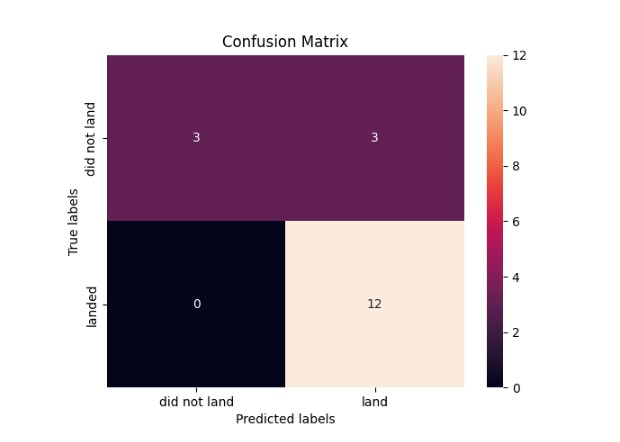 Confusion Matrix
True labels
did not land
landed
3
3
0
12
did not land
land
Predicted labels
12
10
8
6
4
2
0